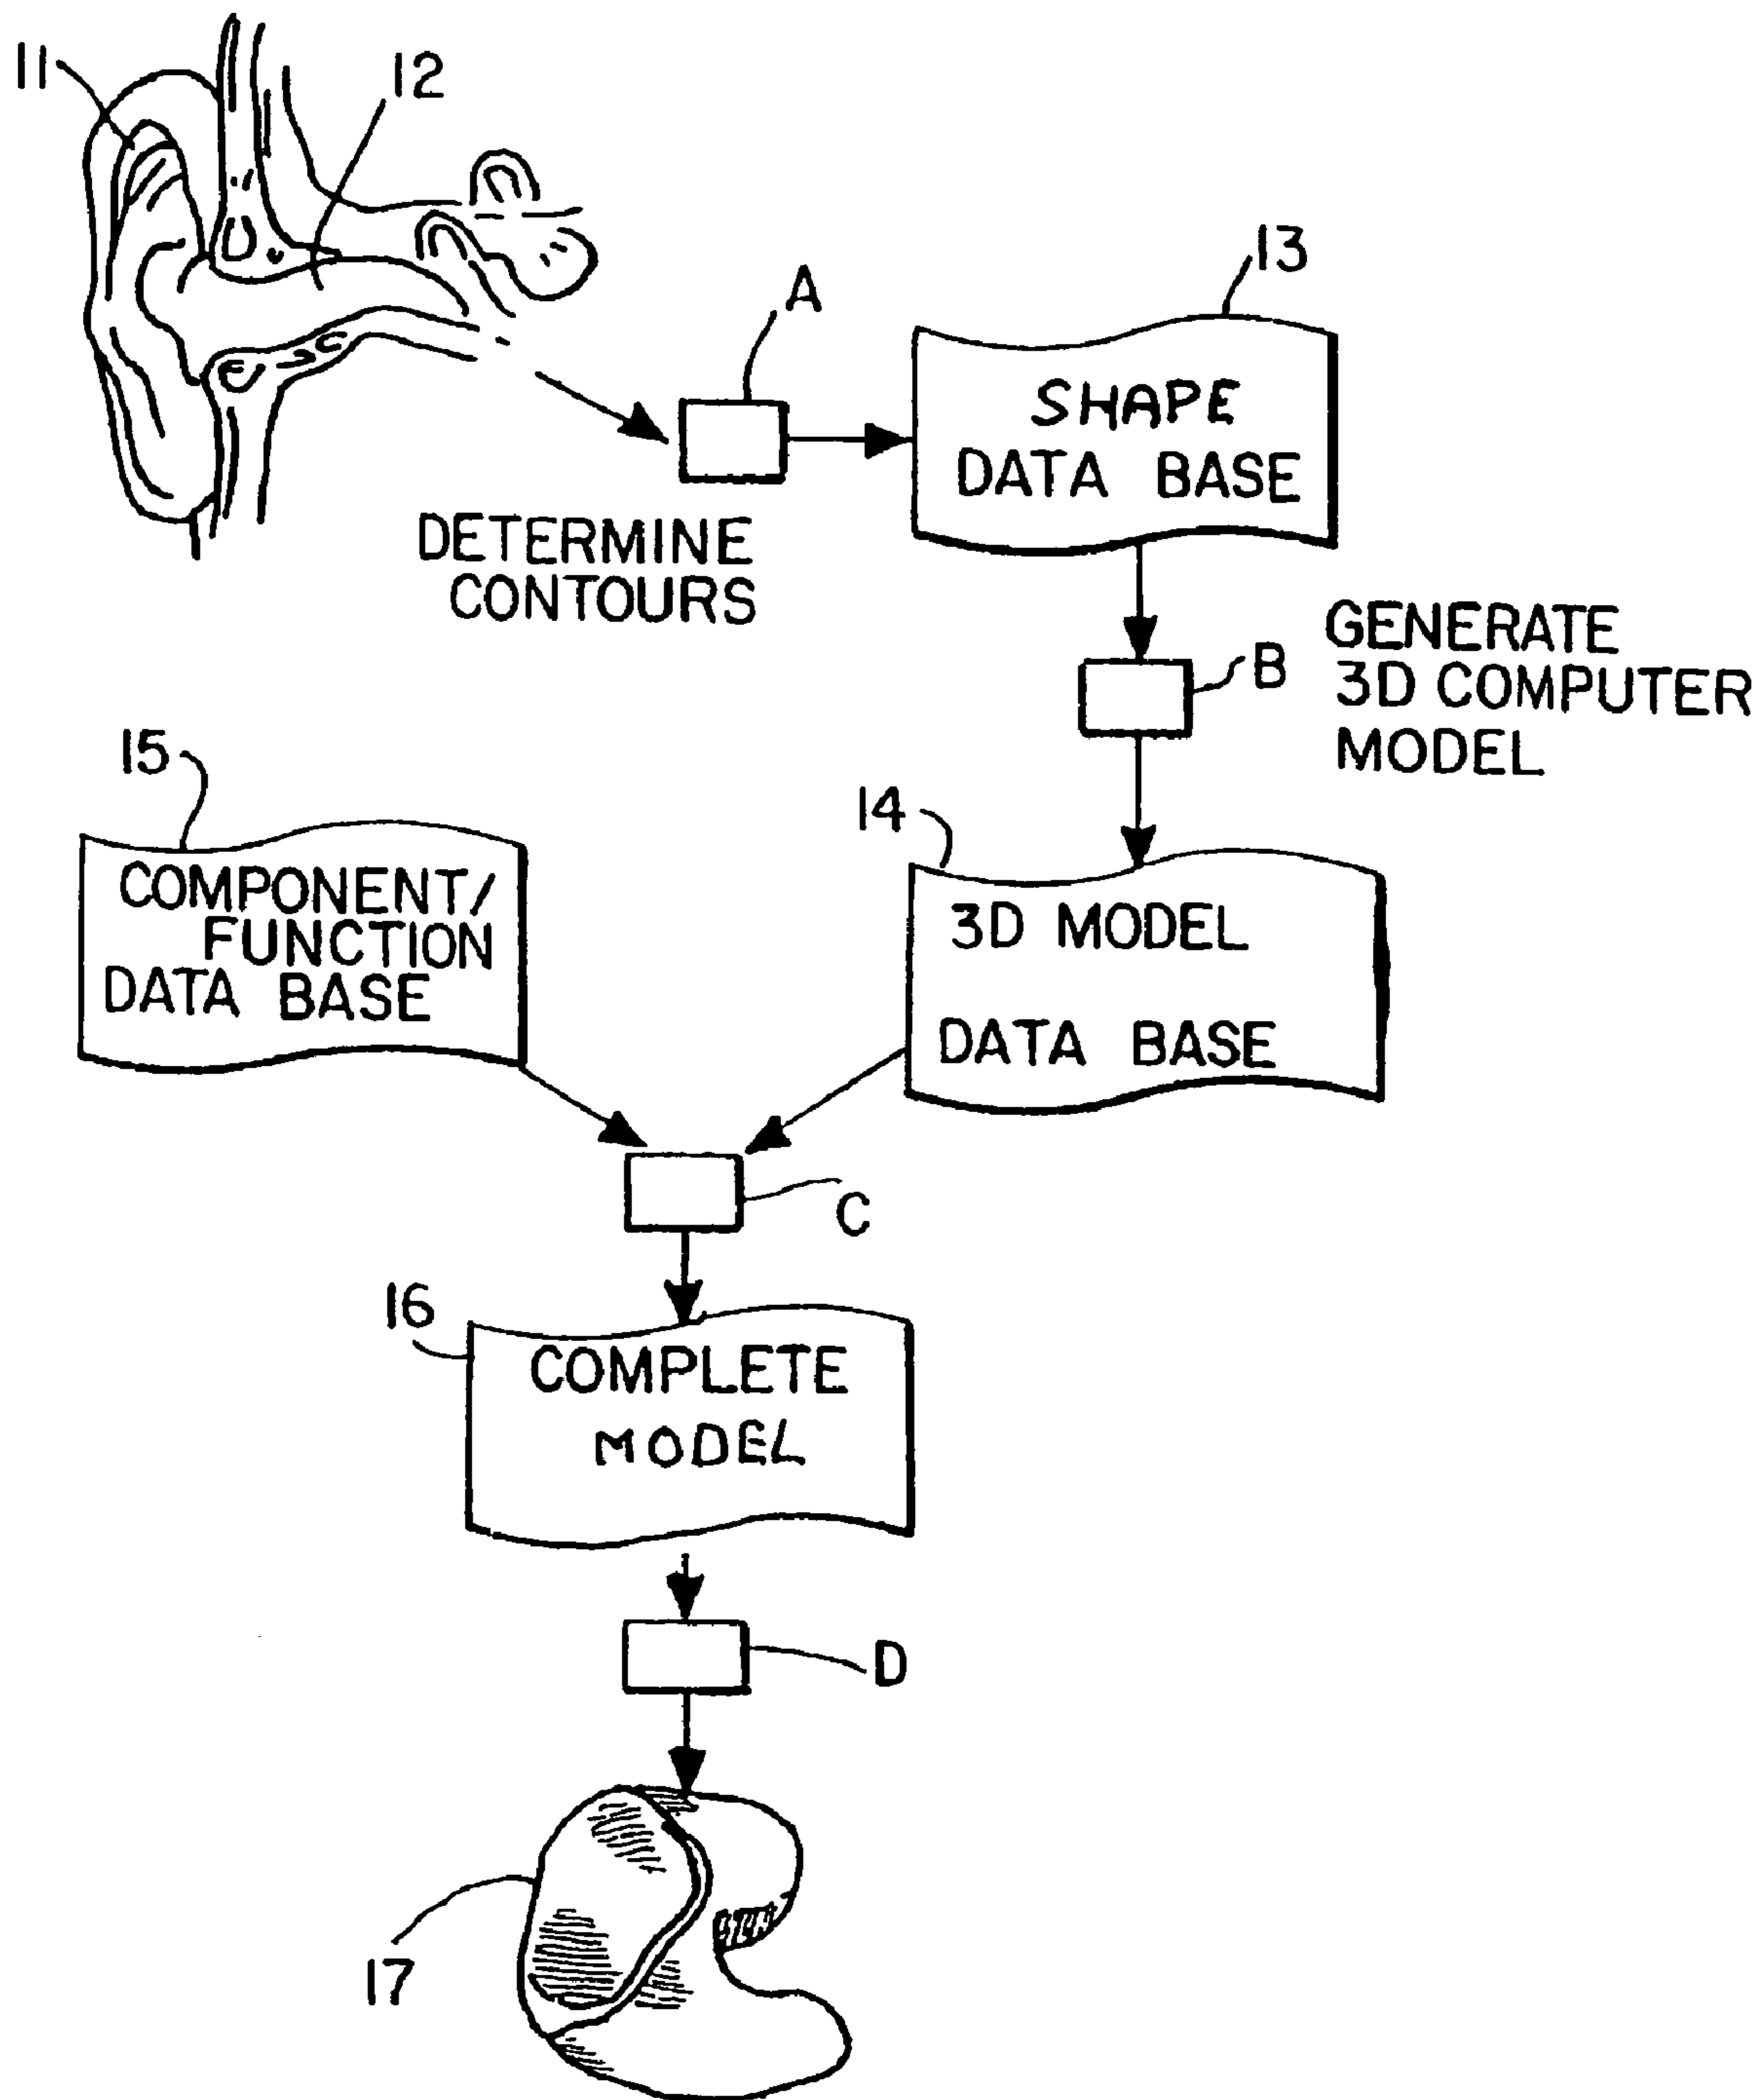 11
12
A
13
SHAPE
DATA BASE
DETERMINE
CONTOURS
GENERATE
3D COMPUTER
MODEL
B
15
14
COMPONENT/
FUNCTION
DATA BASE
3D MODEL
DATA BASE
C
16
COMPLETE
MODEL
D
17